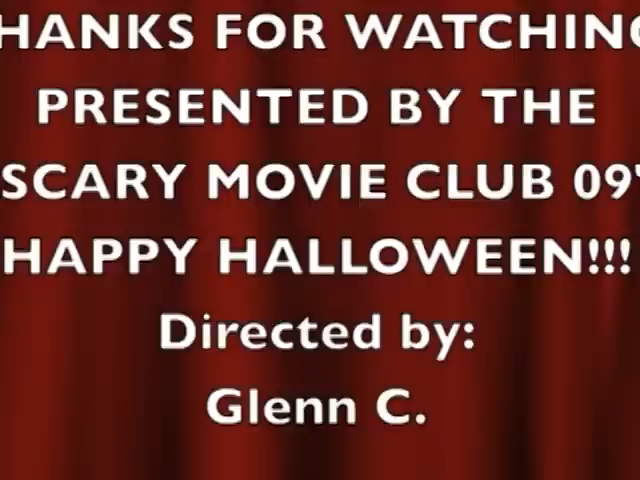 HANKS FOR WATCHING
PRESENTED BY THE
SCARY MOVIE CLUB 09'
HAPPY HALLOWEEN!!!
Directed by:
Glenn C.